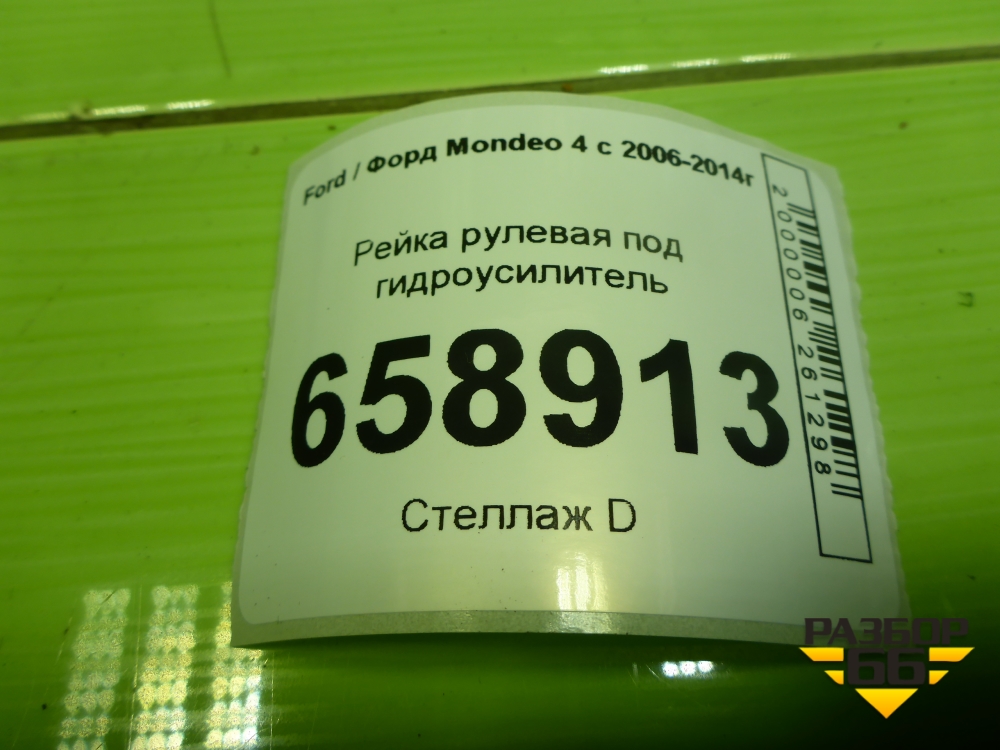 Ford / Форд Mondeo 4 с 2006-2014г
Рейка рулевая под
гидроусилитель
658913
Стеллаж D
2000006261298
РАЗБОР
66